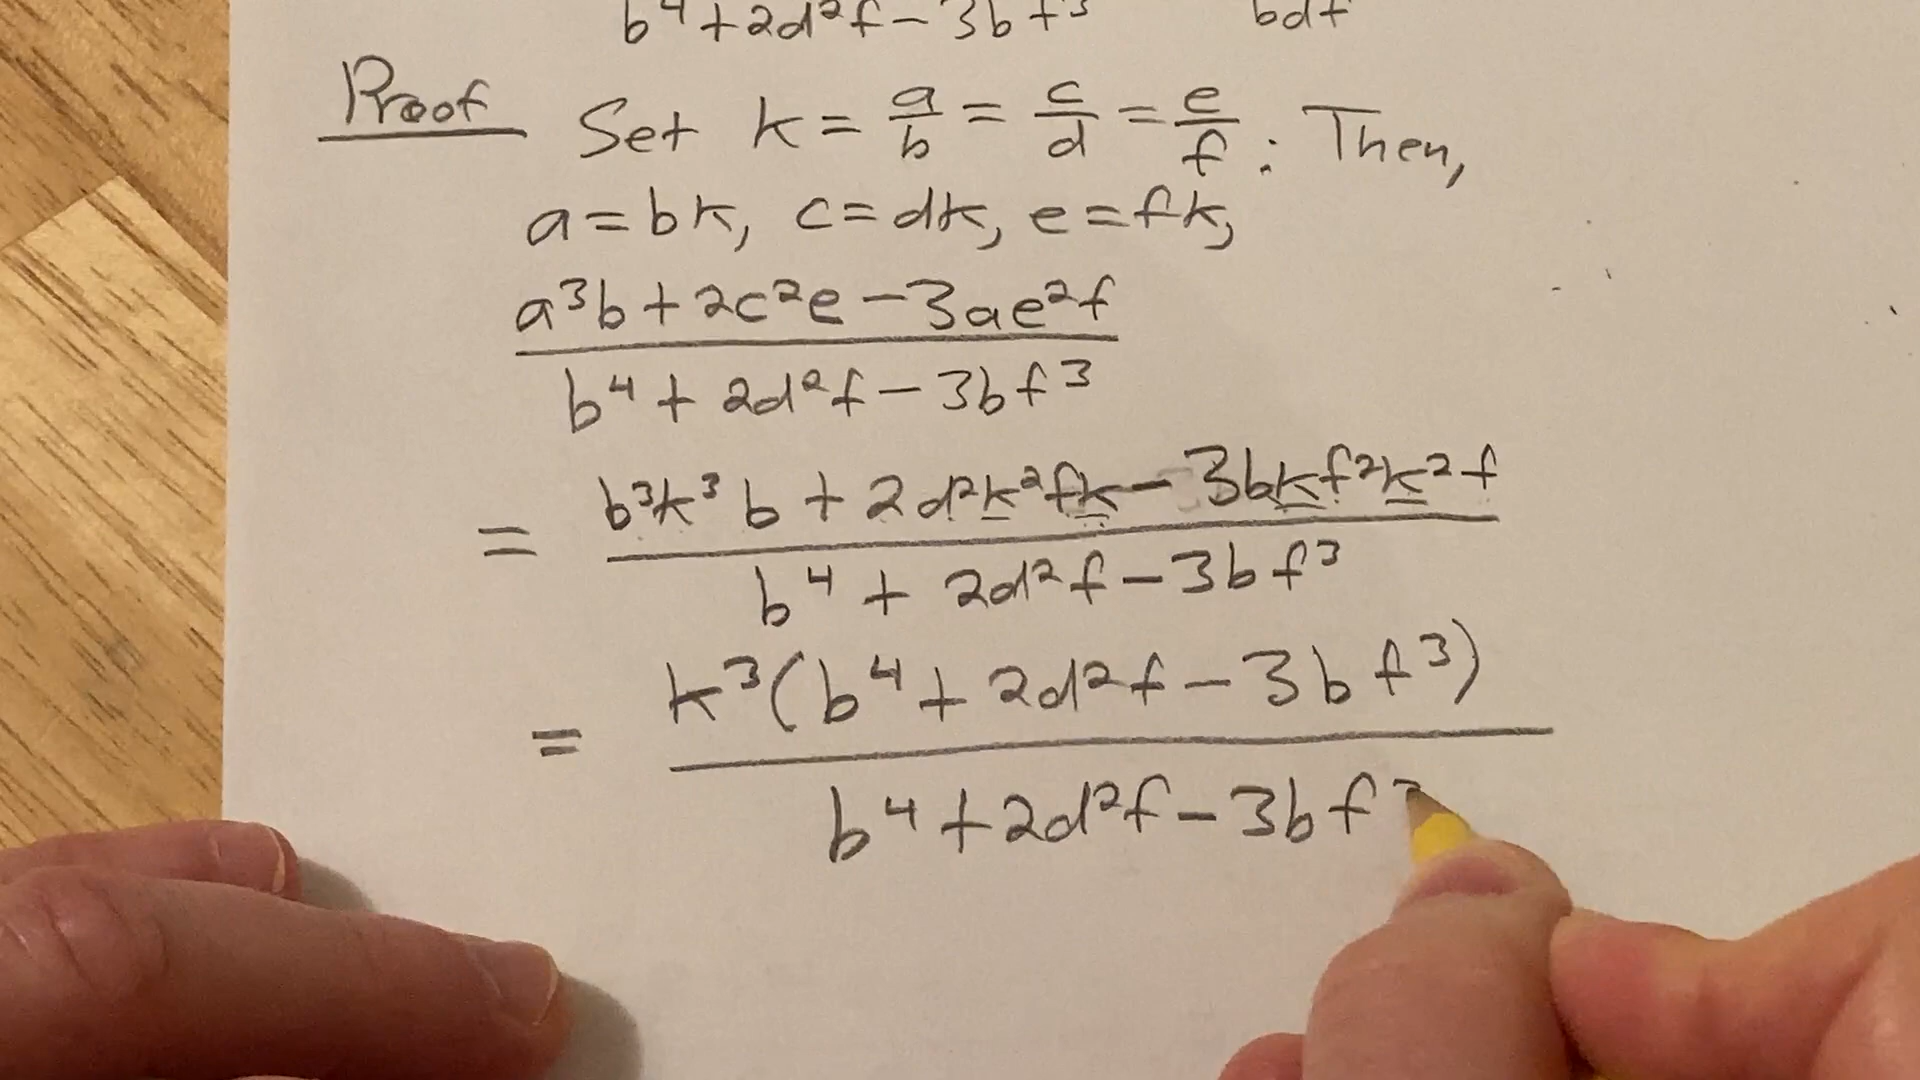 b⁴+2d²f-3bf³ bdf
Proof Set k = a/b = c/d = e/f. Then,
a=bk, c=dk, e=fk,
a³b+2c²e-3ae²f
b⁴+2d²f-3bf³
= b³k³b+2d²k²fk-3bkf²k²f
b⁴+2d²f-3bf³
= k³(b⁴+2d²f-3bf³)
b⁴+2d²f-3bf